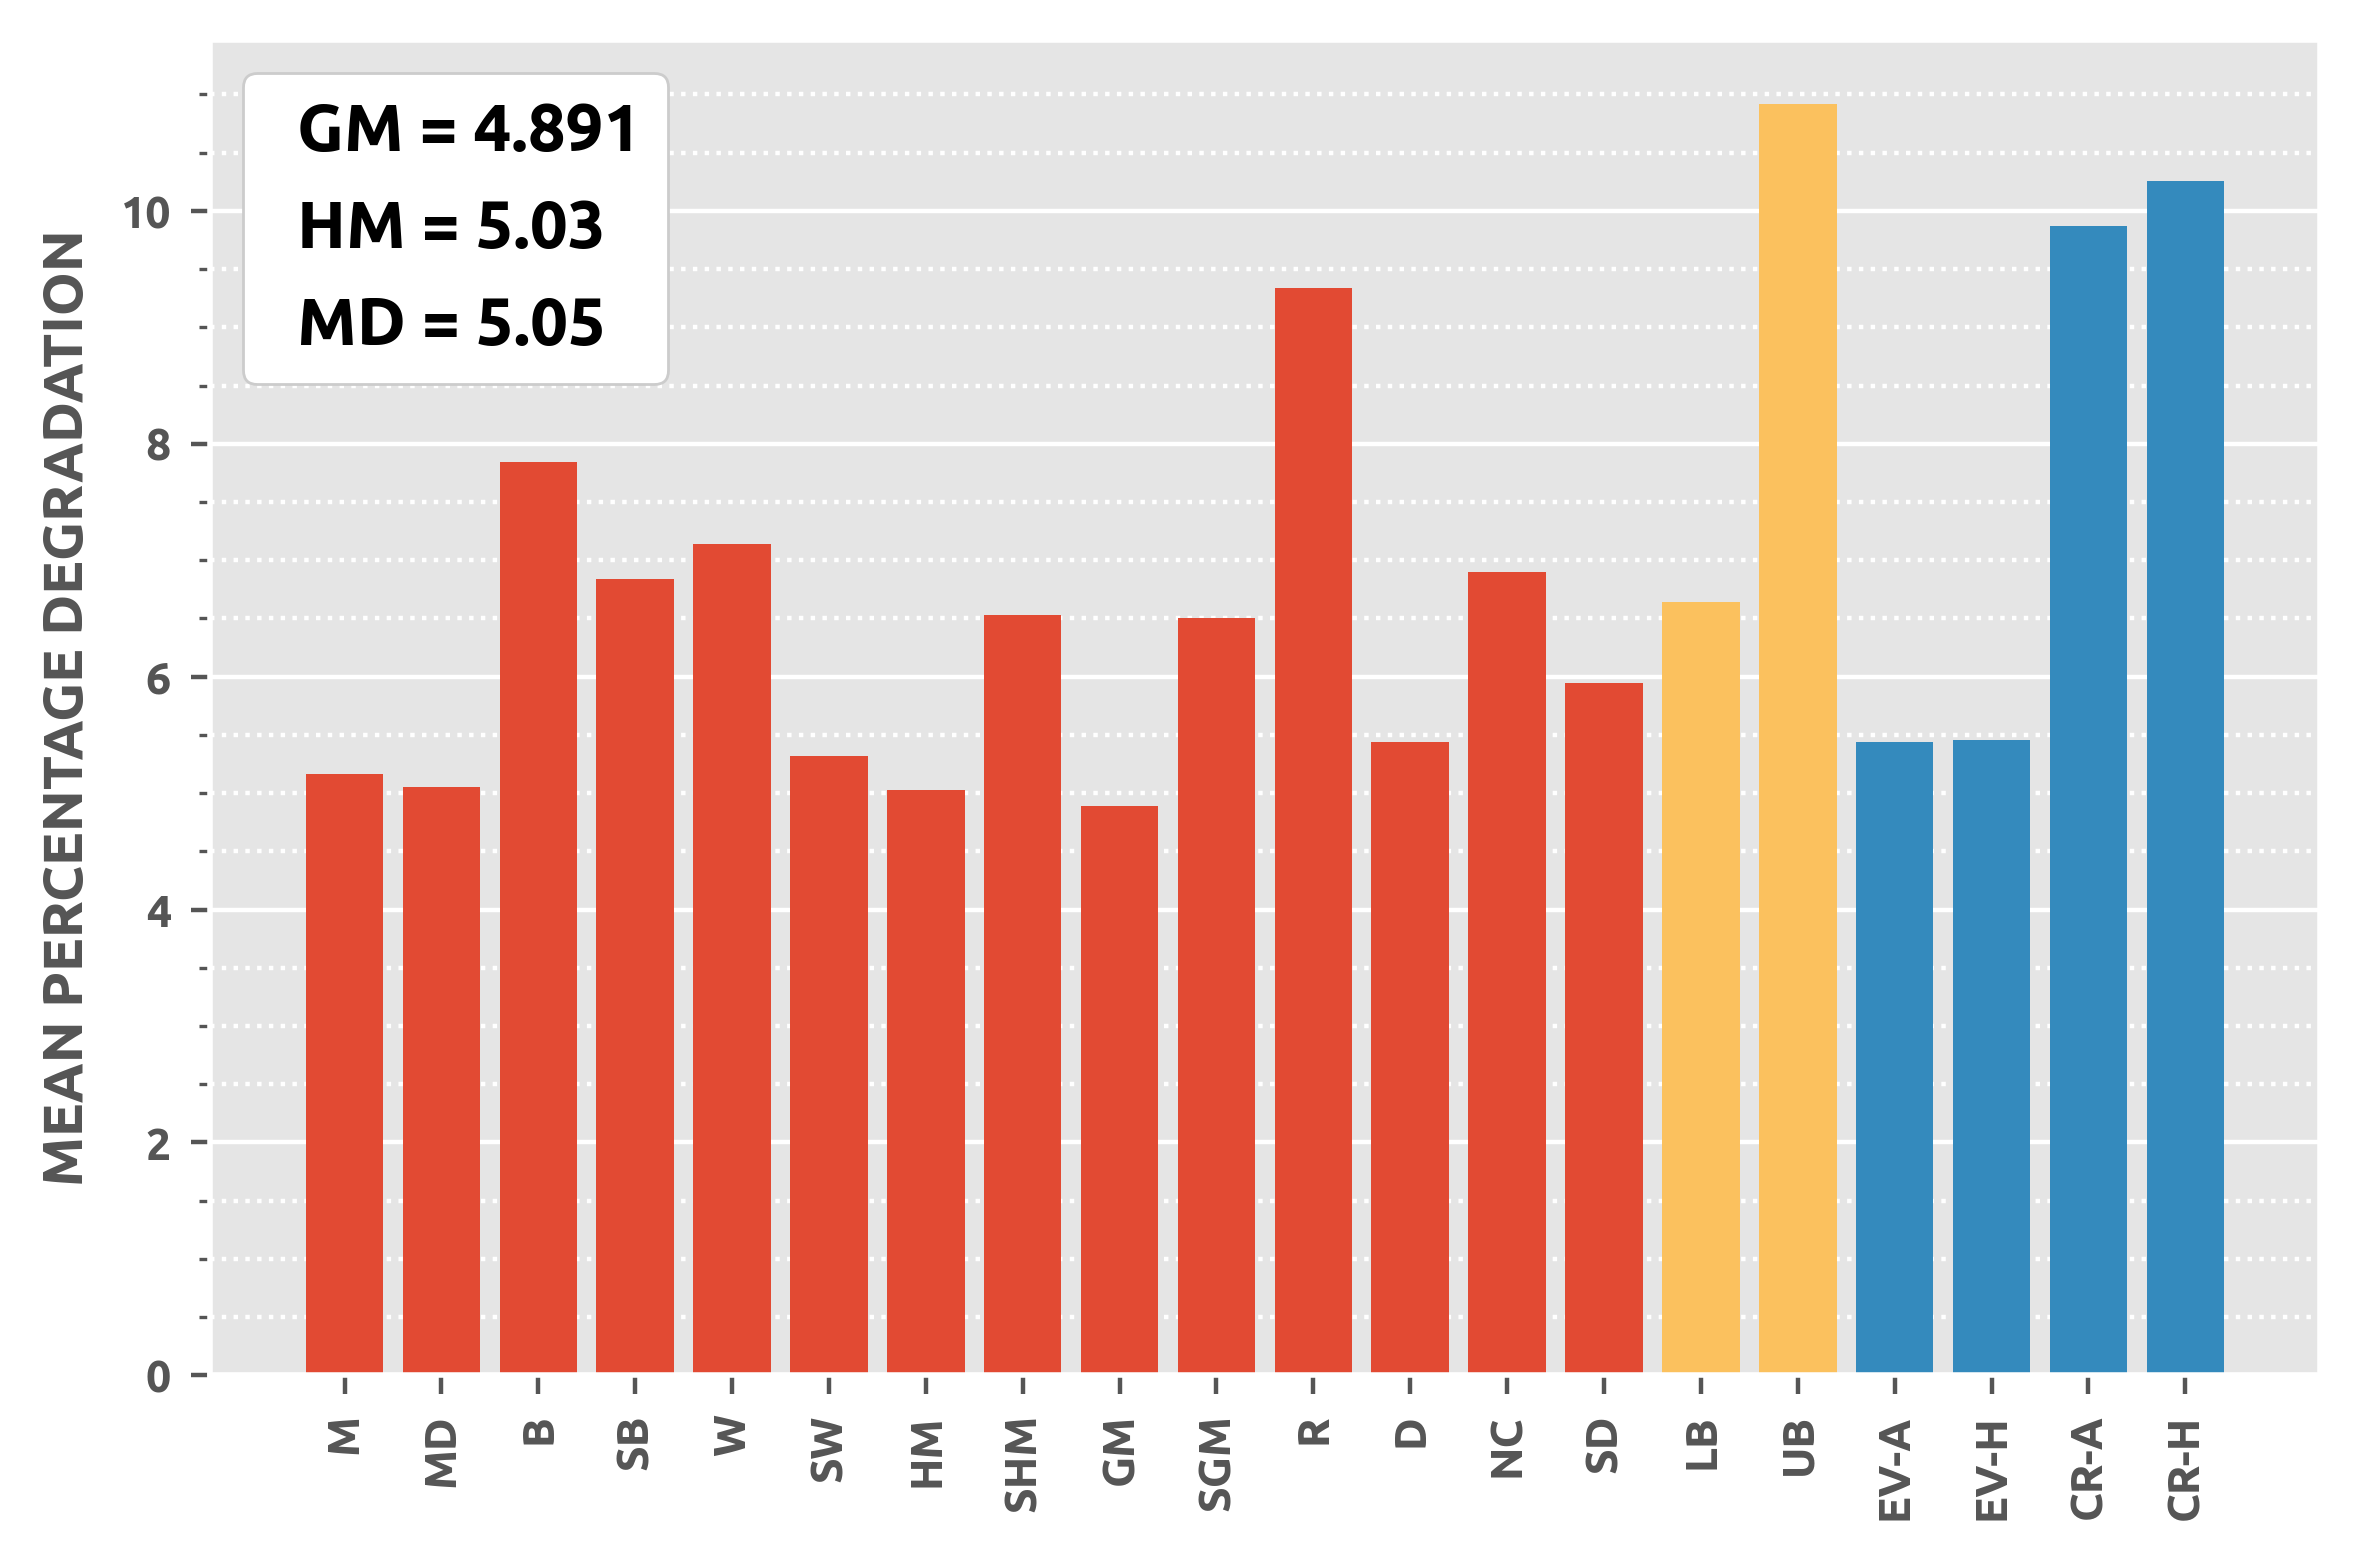 GM = 4.891
HM = 5.03
MD = 5.05
MEAN PERCENTAGE DEGRADATION
10
8
6
4
2
0
M
MD
B
SB
W
SW
HM
SHM
GM
SGM
R
D
NC
SD
LB
UB
EV-A
EV-H
CR-A
CR-H